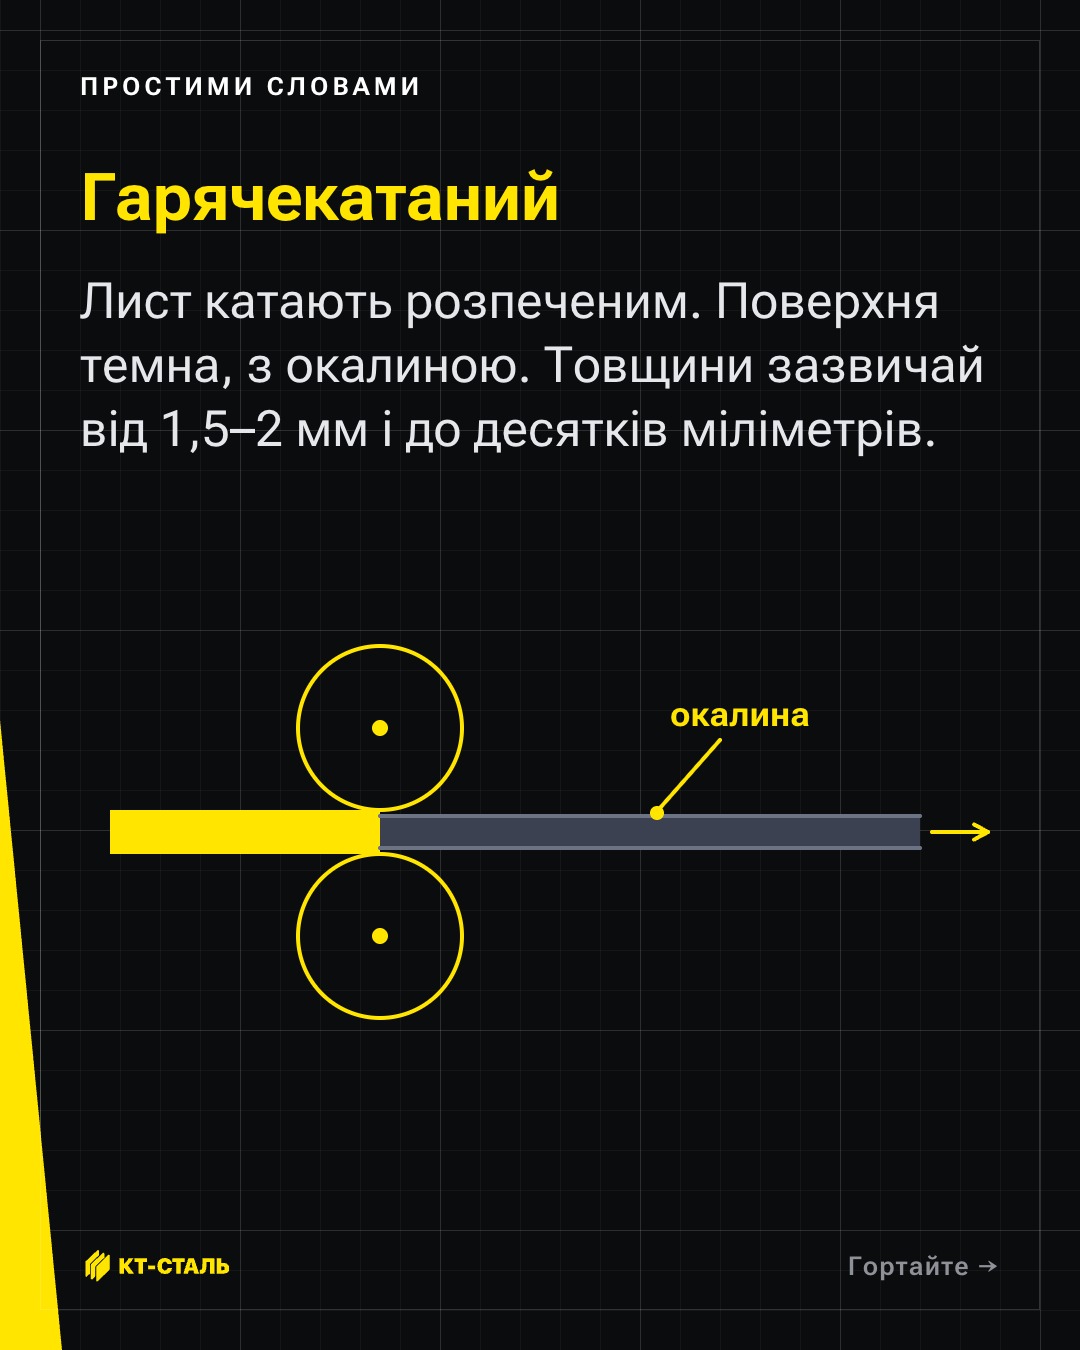 ПРОСТИМИ СЛОВАМИ
Гарячекатаний
Лист катають розпеченим. Поверхня
темна, з окалиною. Товщини зазвичай
від 1,5–2 мм і до десятків міліметрів.
окалина
КТ-СТАЛЬ
Гортайте →